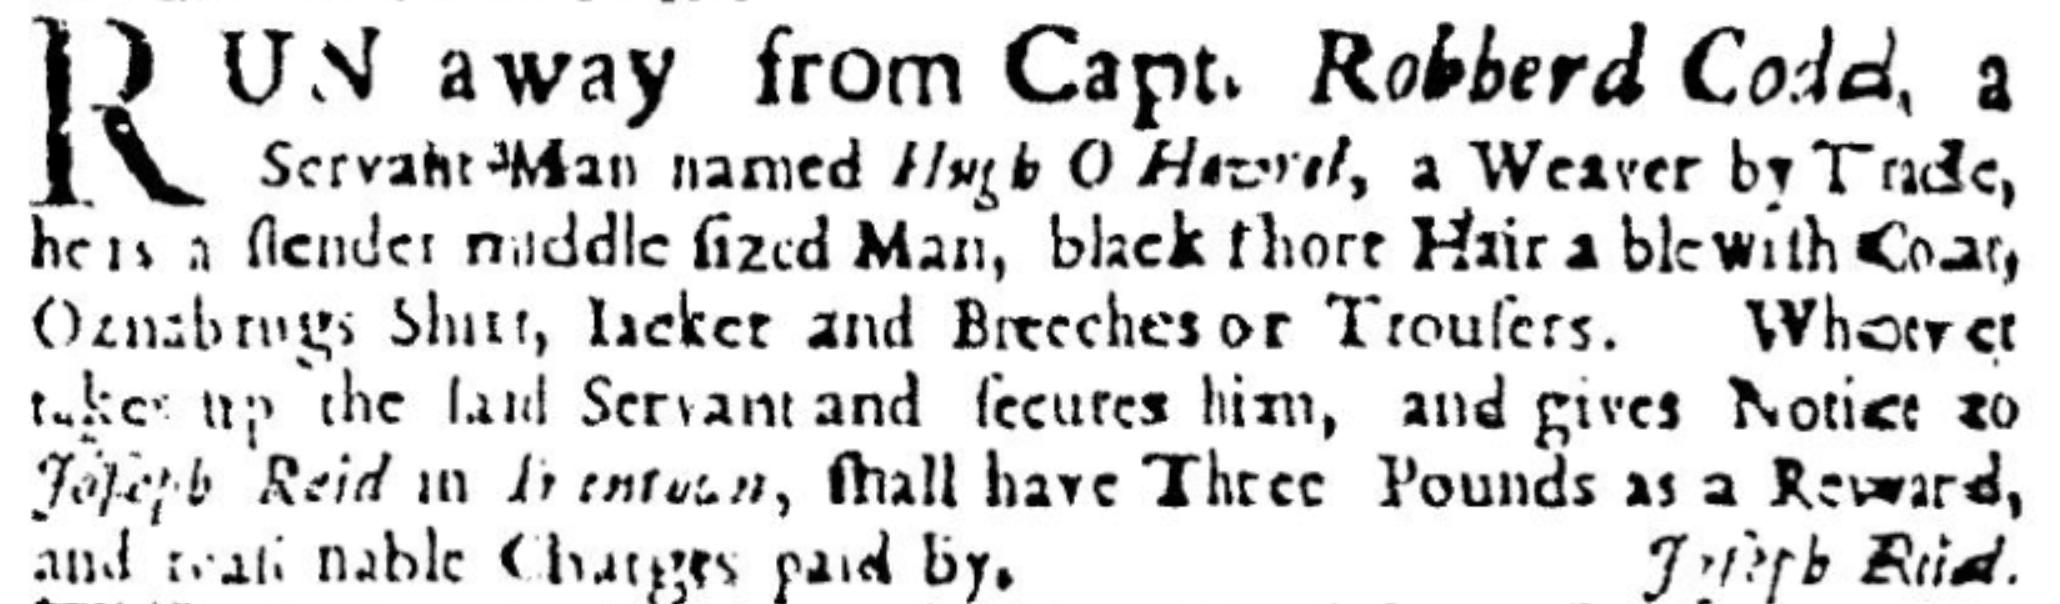 RUN away from Capt. Robberd Codd, a
Servant-Man named Hugh O a Weaver by Trade,
he is a ſlender middle ſized Man, black ſhort Hair a blewiſh Coat,
Oznabrugs Shirt, Jacket and Breeches or Trouſers. Whoever
takes up the ſaid Servant and ſecures him, and gives Notice to
Joſeph Reid in Trentown, ſhall have Three Pounds as a Reward,
and reaſonable Charges paid by. Joſeph Reid.